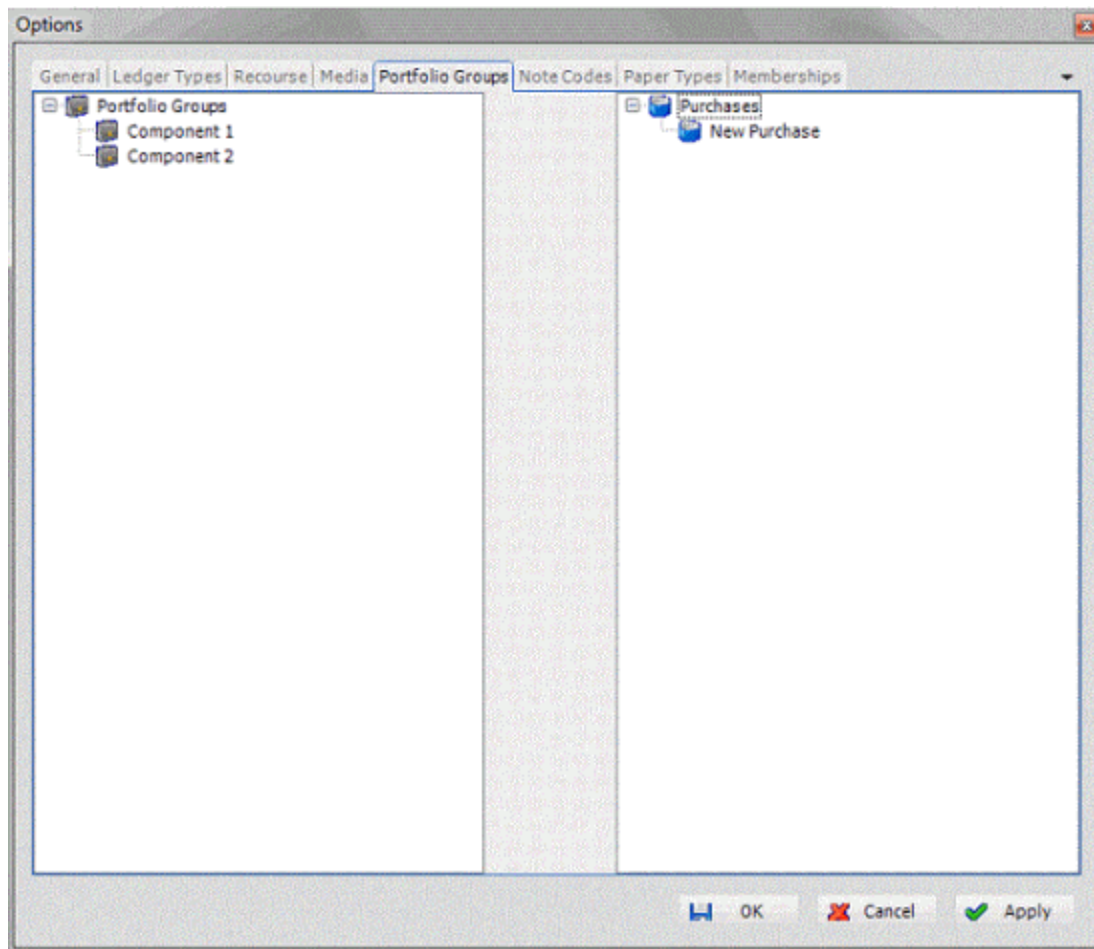 Options
General Ledger Types Recourse Media Portfolio Groups Note Codes Paper Types Memberships
Portfolio Groups
Component 1
Component 2
Purchases
New Purchase
OK Cancel Apply